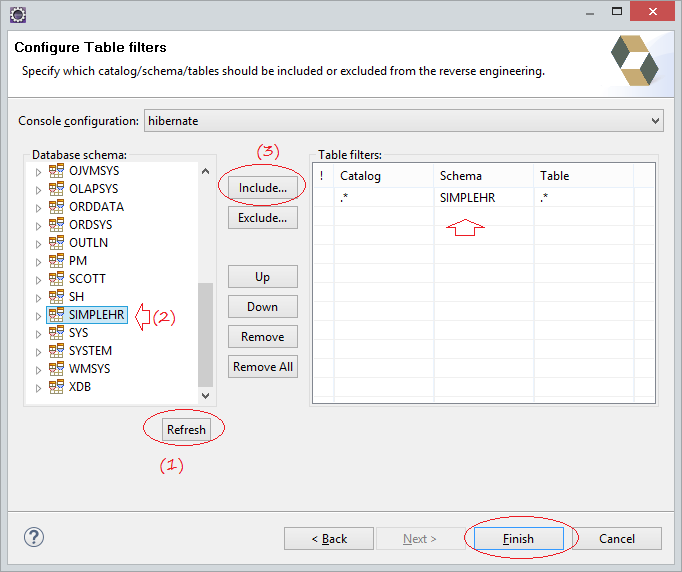 Configure Table filters
Specify which catalog/schema/tables should be included or excluded from the reverse engineering.
Console configuration: hibernate
Database schema:
OJVMSYS
OLAPSYS
ORDDATA
ORDSYS
OUTLN
PM
SCOTT
SH
SIMPLEHR
SYS
SYSTEM
WMSYS
XDB
(2)
Refresh
(1)
(3)
Include...
Exclude...
Up
Down
Remove
Remove All
Table filters:
! Catalog Schema Table
.* SIMPLEHR .*
? < Back Next > Finish Cancel